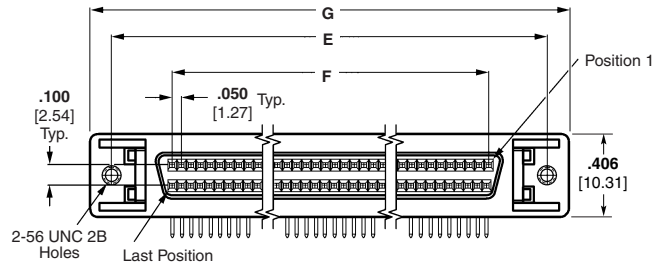 G
E
Position 1
F
.050
[1.27]
Typ.
.100
[2.54]
Typ.
.406
[10.31]
2-56 UNC 2B
Holes
Last Position